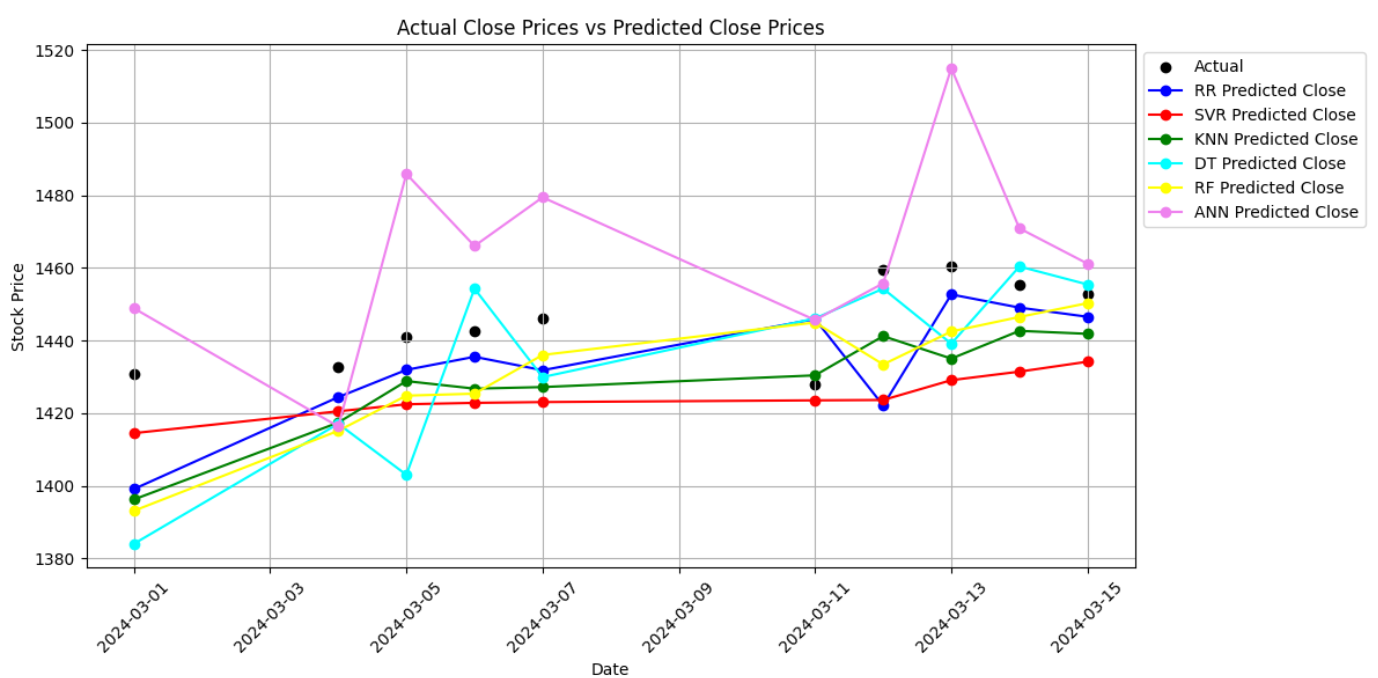 Actual Close Prices vs Predicted Close Prices
1520
1500
1480
1460
1440
1420
1400
1380
Stock Price
2024-03-01
2024-03-03
2024-03-05
2024-03-07
2024-03-09
2024-03-11
2024-03-13
2024-03-15
Date
Actual
RR Predicted Close
SVR Predicted Close
KNN Predicted Close
DT Predicted Close
RF Predicted Close
ANN Predicted Close